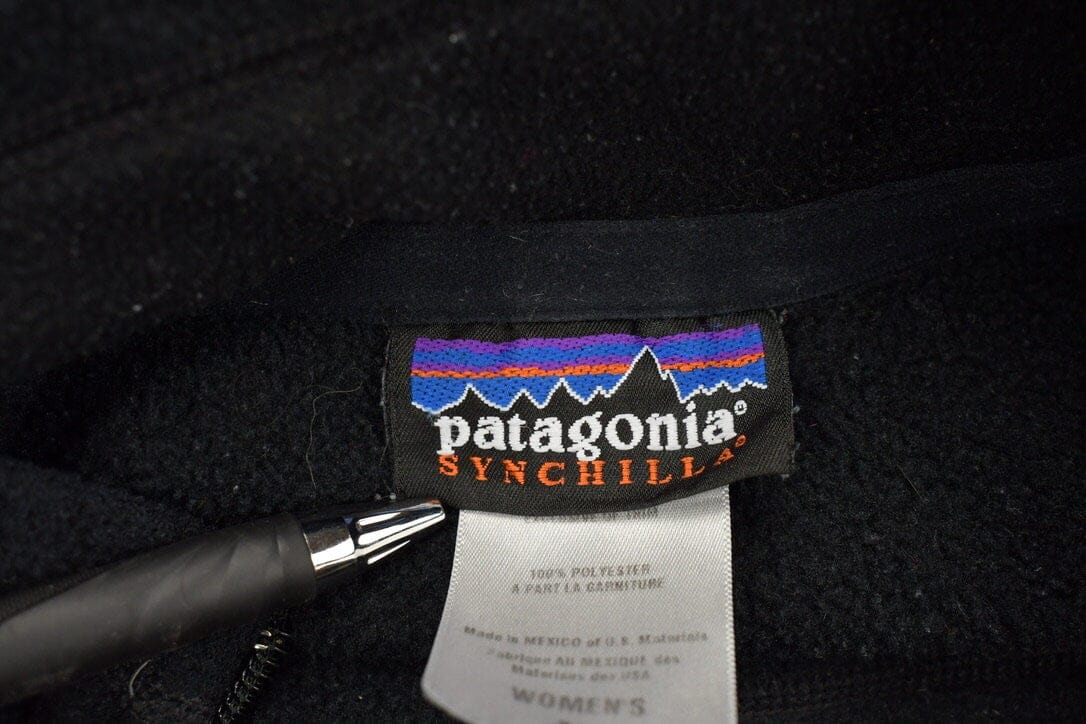 patagonia®
SYNCHILLA®
100% POLYESTER
À PART LA GARNITURE
Made in MEXICO of U.S. Materials
Fabriqué AU MEXIQUE des
Materiaus des USA
WOMEN'S